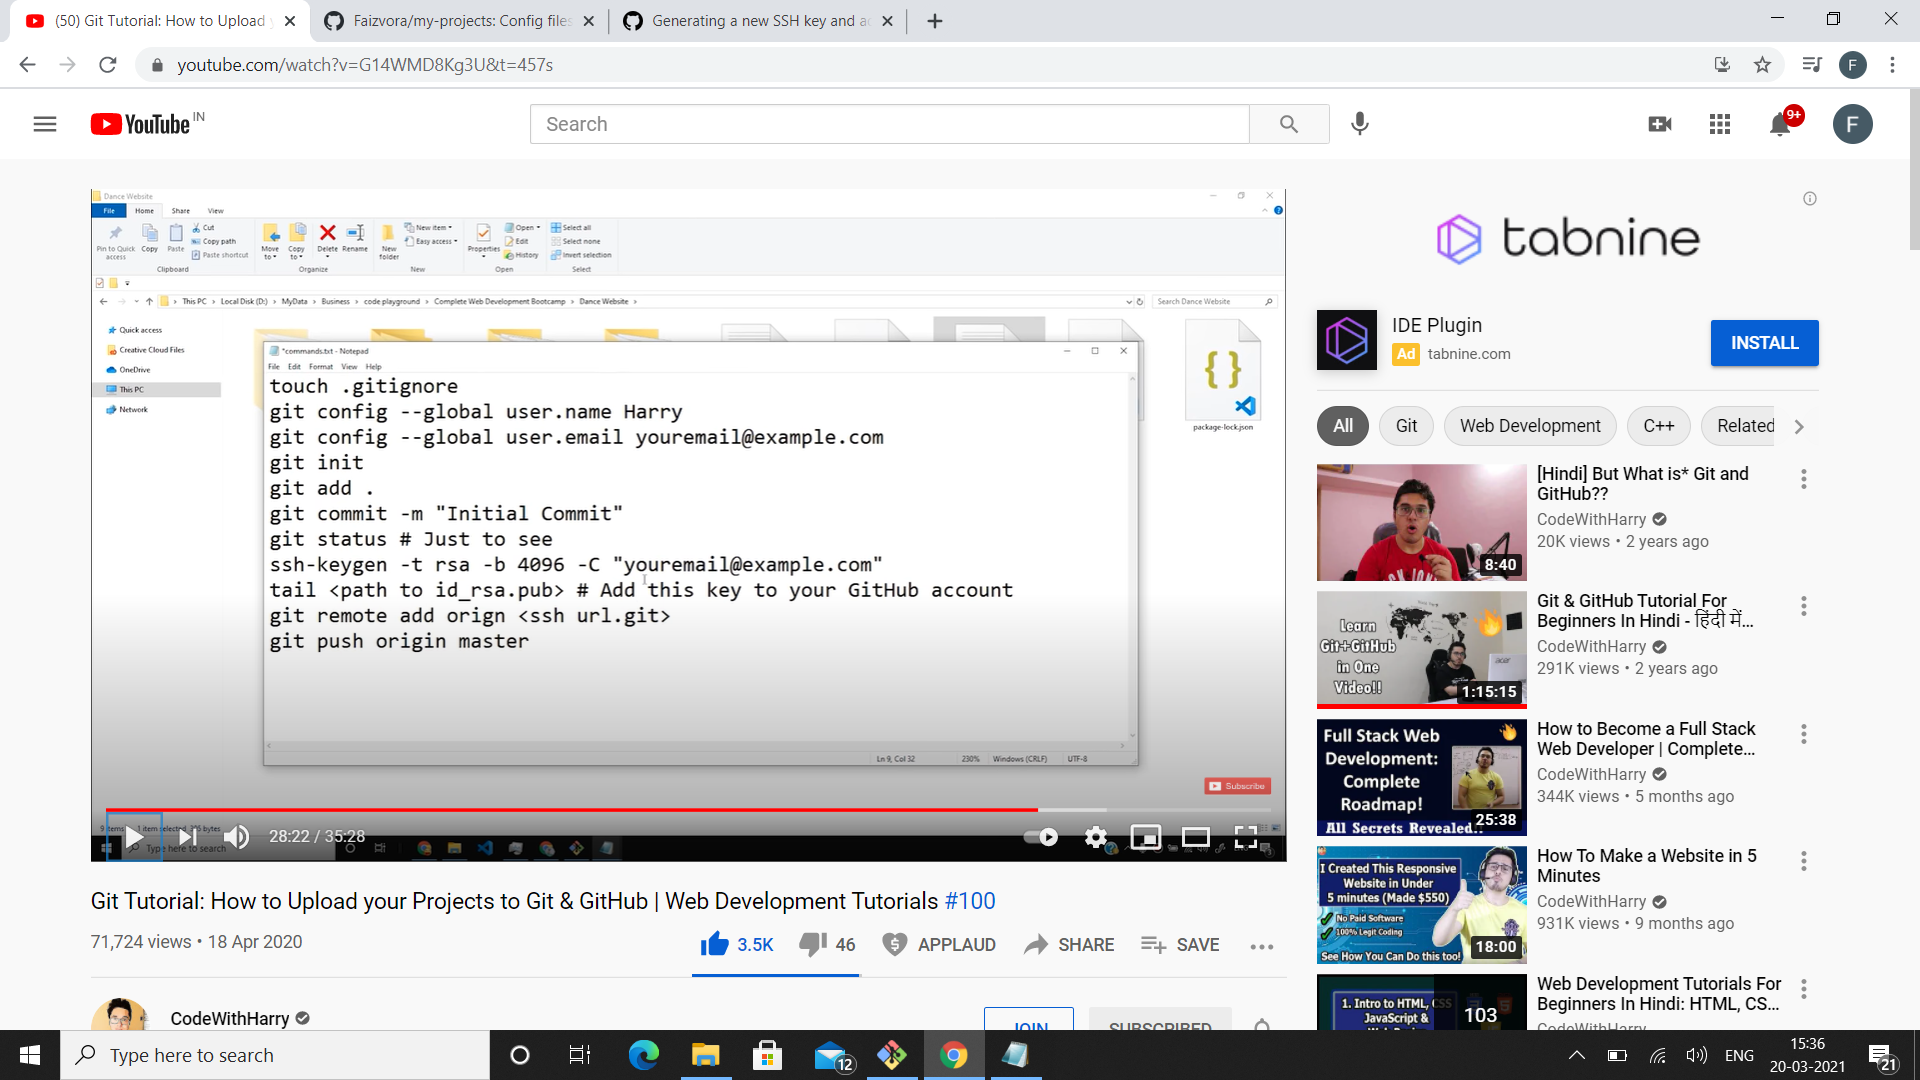 (50) Git Tutorial: How to Upload
Faizvora/my-projects: Config files
Generating a new SSH key and a
youtube.com/watch?v=G14WMD8Kg3U&t=457s
F
YouTube IN
Search
9+
F
Dance Website
File Home Share View
Pin to Quick access
Copy
Paste
Cut
Copy path
Paste shortcut
Move to
Copy to
Delete
Rename
New folder
New item
Easy access
Properties
Open
Edit
History
Select all
Select none
Invert selection
Clipboard Organize New Open Select
This PC > Local Disk (D:) > MyData > Business > code playground > Complete Web Development Bootcamp > Dance Website >
Search Dance Website
Quick access
Creative Cloud Files
OneDrive
This PC
Network
package-lock.json
*commands.txt - Notepad
File Edit Format View Help
touch .gitignore
git config --global user.name Harry
git config --global user.email youremail@example.com
git init
git add .
git commit -m "Initial Commit"
git status # Just to see
ssh-keygen -t rsa -b 4096 -C "youremail@example.com"
tail <path to id_rsa.pub> # Add this key to your GitHub account
git remote add orign <ssh url.git>
git push origin master
Ln 9, Col 32 230% Windows (CRLF) UTF-8
Subscribe
1 item selected
Type here to search
28:22 / 35:28
Git Tutorial: How to Upload your Projects to Git & GitHub | Web Development Tutorials #100
71,724 views • 18 Apr 2020
3.5K 46 APPLAUD SHARE SAVE
CodeWithHarry
JOIN SUBSCRIBED
tabnine
IDE Plugin
Ad tabnine.com
INSTALL
All Git Web Development C++ Related
[Hindi] But What is* Git and GitHub??
CodeWithHarry
20K views • 2 years ago
8:40
Learn
Git+GitHub
in One
Video!!
acer
1:15:15
Git & GitHub Tutorial For
Beginners In Hindi - हिंदी में...
CodeWithHarry
291K views • 2 years ago
Full Stack Web
Development:
Complete
Roadmap!
All Secrets Revealed..
25:38
How to Become a Full Stack
Web Developer | Complete...
CodeWithHarry
344K views • 5 months ago
I Created This Responsive
Website in Under
5 minutes (Made $550)
No Paid Software
100% Legit Coding
See How You Can Do this too!
18:00
How To Make a Website in 5
Minutes
CodeWithHarry
931K views • 9 months ago
1. Intro to HTML, CSS
JavaScript &
103
Web Development Tutorials For
Beginners In Hindi: HTML, CS...
CodeWithHarry
Type here to search
12
ENG
15:36
20-03-2021
21